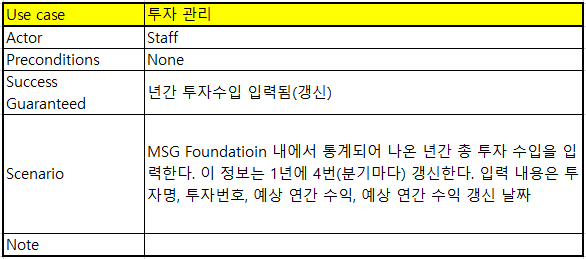 Use case 투자 관리
Actor Staff
Preconditions None
Success
Guaranteed
년간 투자수입 입력됨(갱신)
Scenario
MSG Foundatioin 내에서 통계되어 나온 년간 총 투자 수입을 입
력한다. 이 정보는 1년에 4번(분기마다) 갱신한다. 입력 내용은 투
자명, 투자번호, 예상 연간 수익, 예상 연간 수익 갱신 날짜
Note